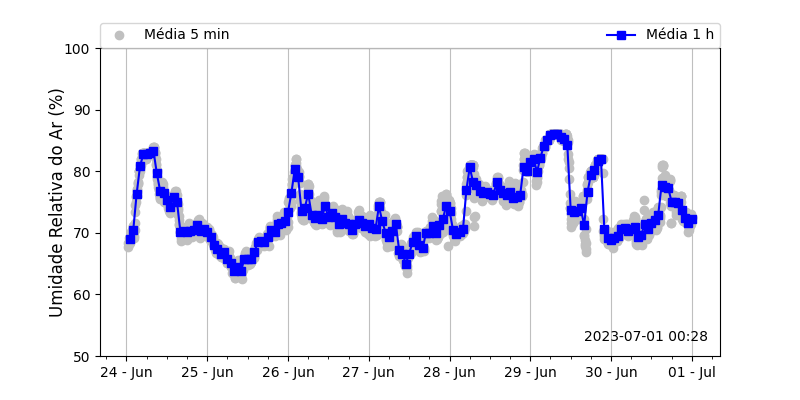 Média 5 min
Média 1 h
Umidade Relativa do Ar (%)
100
90
80
70
60
50
2023-07-01 00:28
24 - Jun
25 - Jun
26 - Jun
27 - Jun
28 - Jun
29 - Jun
30 - Jun
01 - Jul